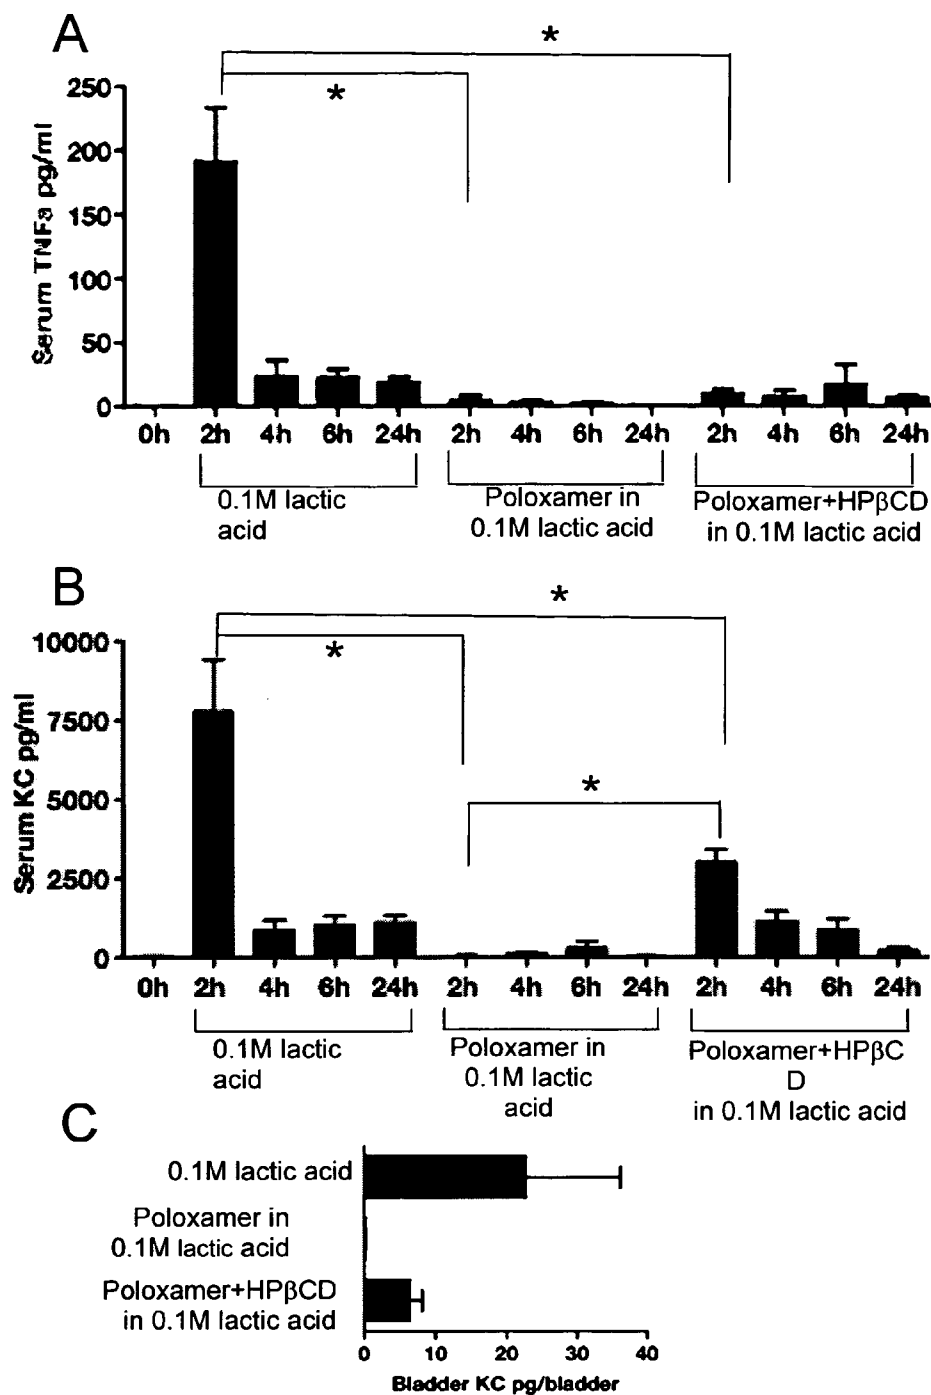 A
*
*
Serum TNFa pg/ml
250
200
150
100
50
0
0h 2h 4h 6h 24h 2h 4h 6h 24h 2h 4h 6h 24h
0.1M lactic
acid
Poloxamer in
0.1M lactic acid
Poloxamer+HPβCD
in 0.1M lactic acid
B
*
*
*
Serum KC pg/ml
10000
7500
5000
2500
0
0h 2h 4h 6h 24h 2h 4h 6h 24h 2h 4h 6h 24h
0.1M lactic
acid
Poloxamer in
0.1M lactic
acid
Poloxamer+HPβC
D
in 0.1M lactic acid
C
0.1M lactic acid
Poloxamer in
0.1M lactic acid
Poloxamer+HPβCD
in 0.1M lactic acid
0 10 20 30 40
Bladder KC pg/bladder